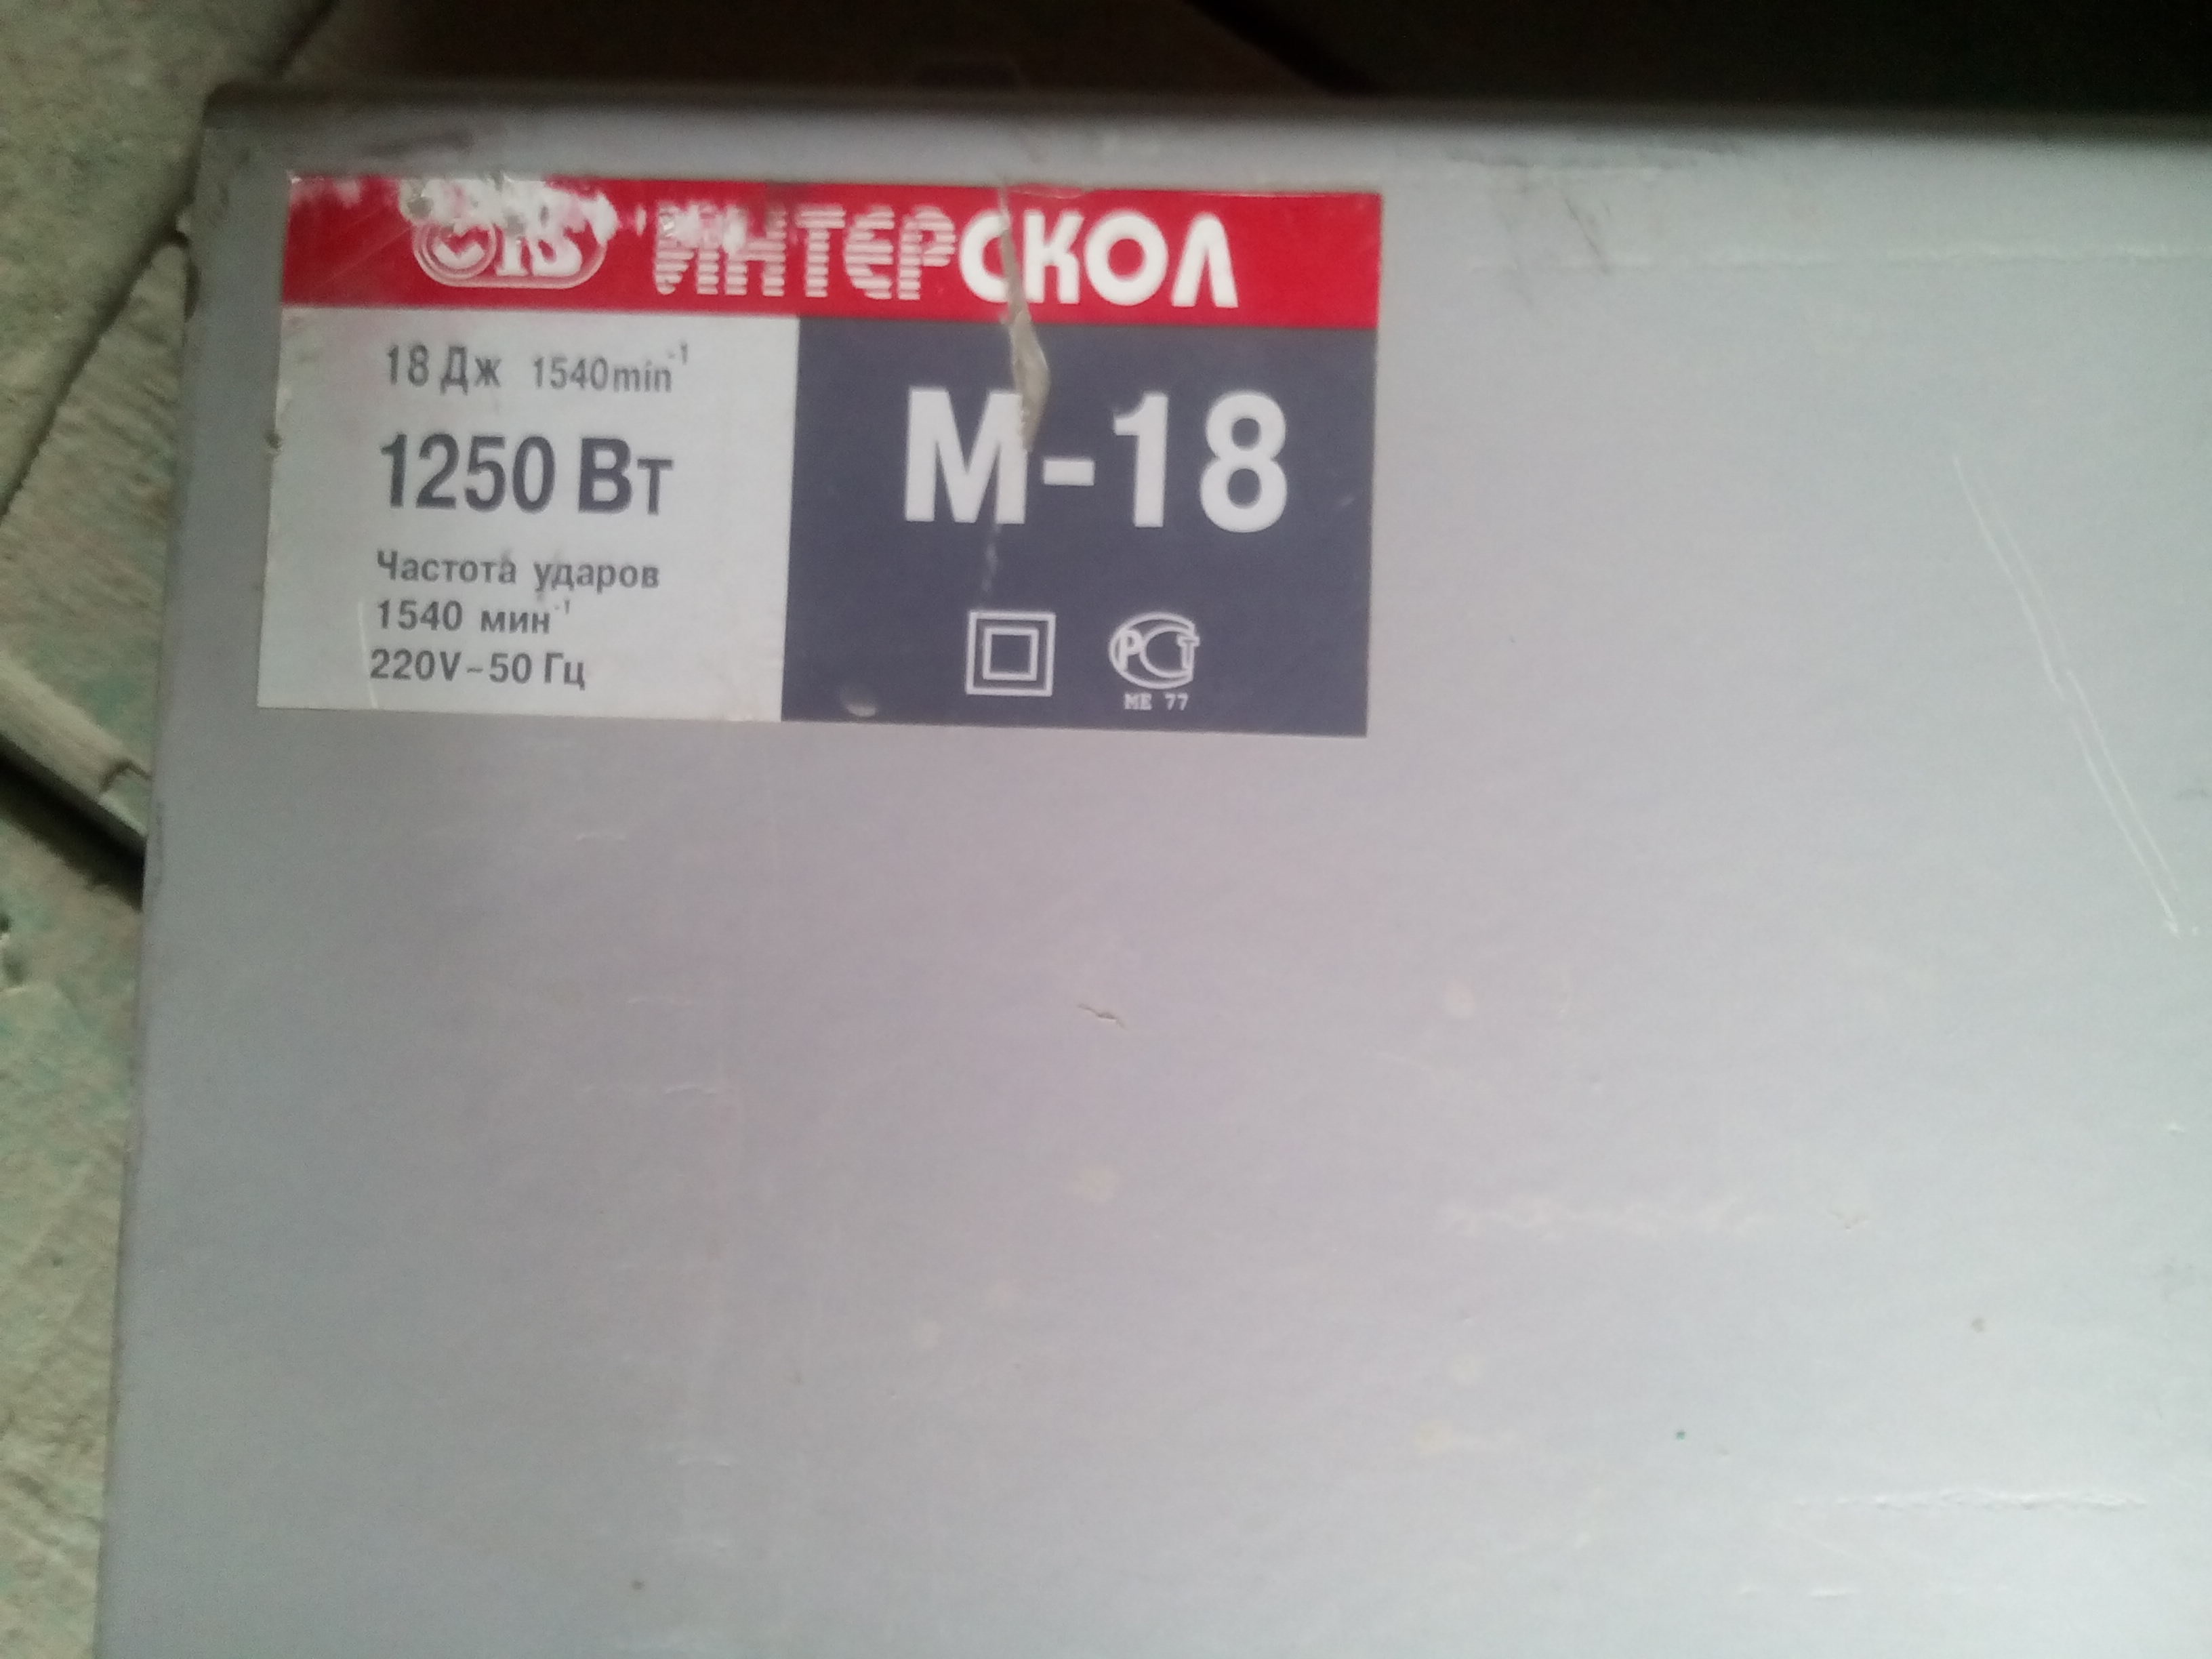 ИНТЕРСКОЛ
18 Дж 1540min⁻¹
1250 Вт
Частота ударов
1540 мин⁻¹
220V~50 Гц
М-18
РСТ
МЕ 77